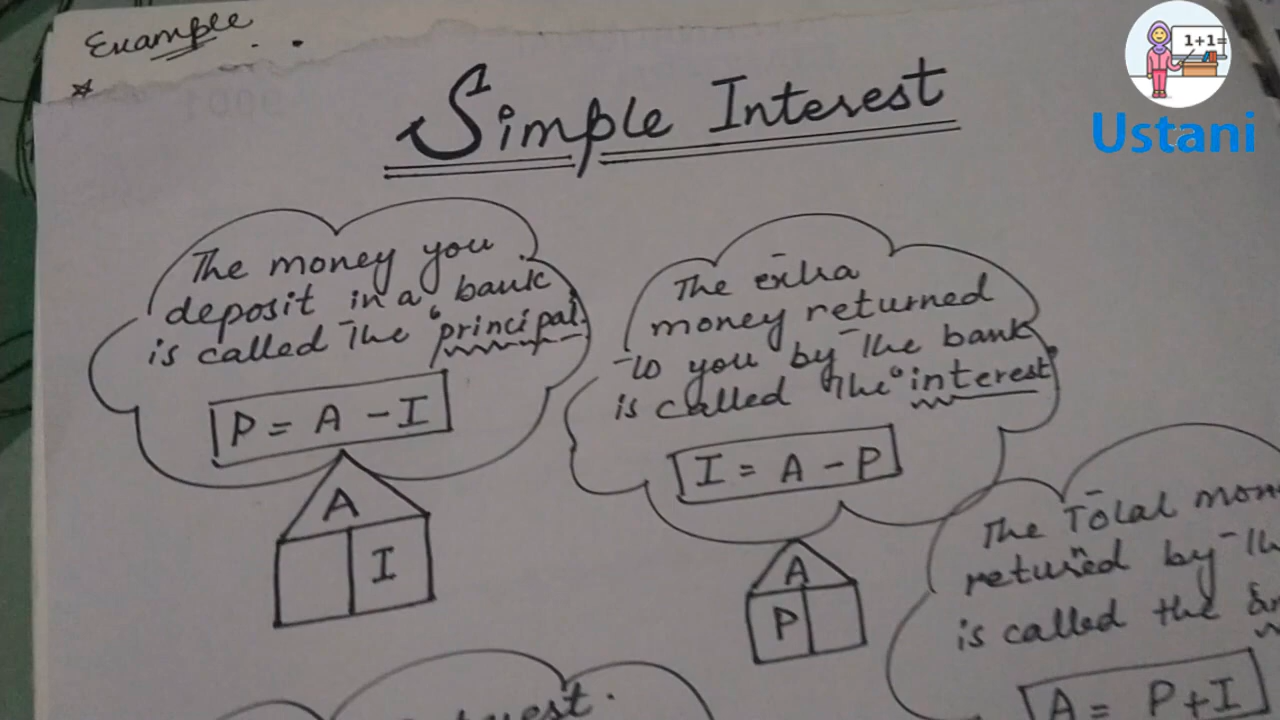 Example
Simple Interest
1+1=
Ustani
The money you
deposit in a bank
is called the "principal.
P = A - I
A
I
The extra
money returned
to you by the bank
is called the "interest"
I = A - P
A
P
The Total
returned by
is called the
A = P+I